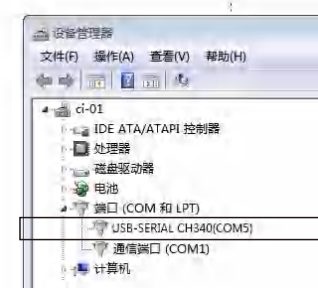 设备管理器
文件(F) 操作(A) 查看(V) 帮助(H)
ci-01
IDE ATA/ATAPI 控制器
处理器
磁盘驱动器
电池
端口 (COM 和 LPT)
USB-SERIAL CH340(COM5)
通信端口 (COM1)
计算机